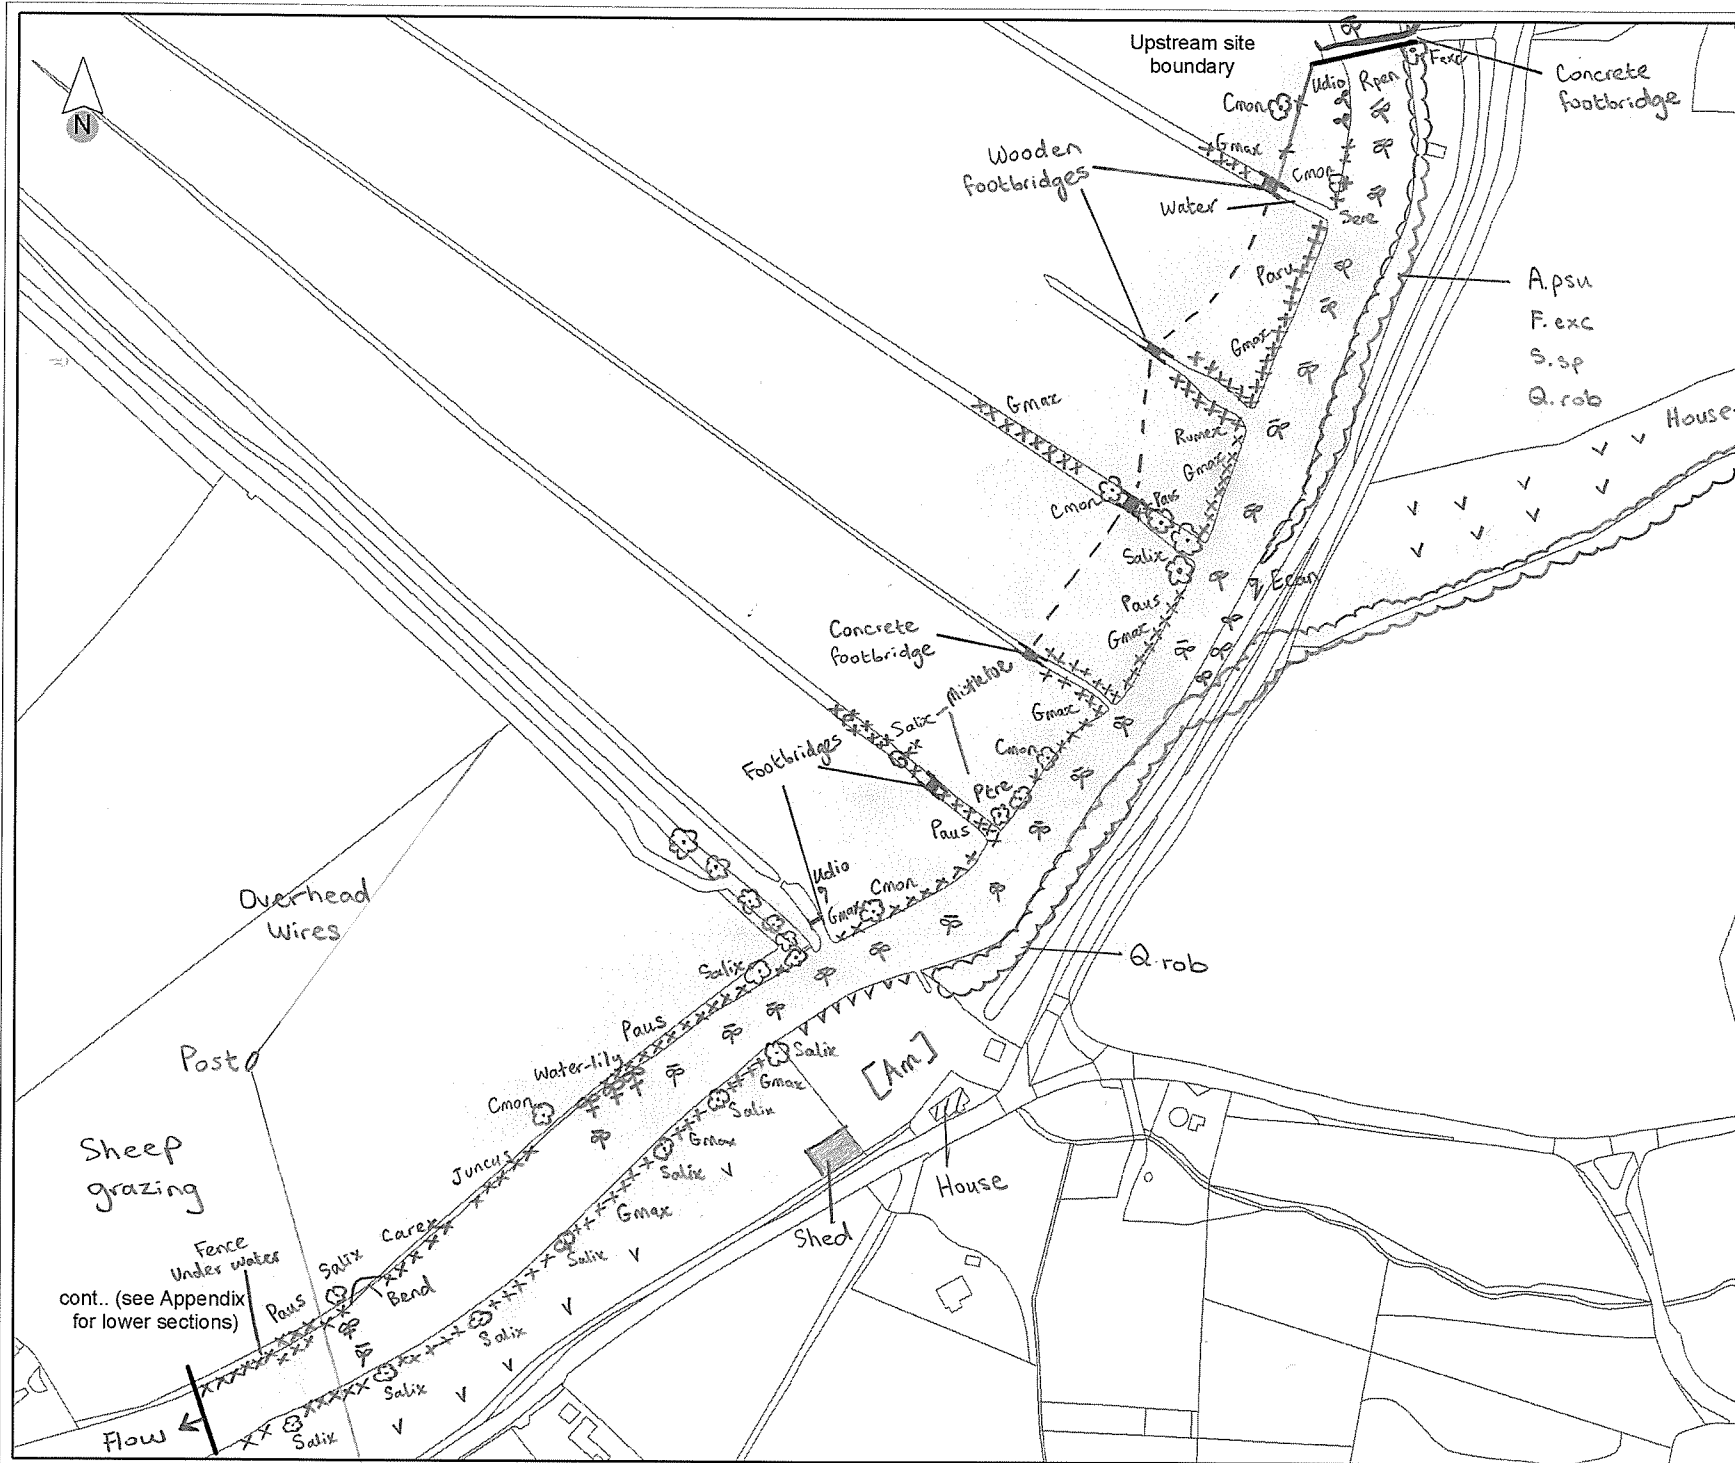 Upstream site
boundary
Udio
Rpen
Fexc
Concrete
footbridge
Cmon
N
Gmax
Wooden
footbridges
Cmon
Water
Sere
Paru
A.psu
F.exc
S.sp
Q.rob
Gmax
House
Gmax
Rumex
Gmax
Cmon
Paus
Salix
Ecan
Paus
Gmax
Concrete
footbridge
Salix - Mistletoe
Gmax
Footbridges
Cmon
Ptre
Paus
Udio
Cmon
Gmax
Overhead
Wires
Salix
Q.rob
Paus
Post
Water-lily
Salix
[Am]
Gmax
Cmon
Salix
Gmax
Sheep
grazing
Juncus
Salix
House
Gmax
Shed
Carex
Fence
Under water
Salix
Salix
cont.. (see Appendix
for lower sections)
Paus
Bend
Salix
Salix
Flow
Salix